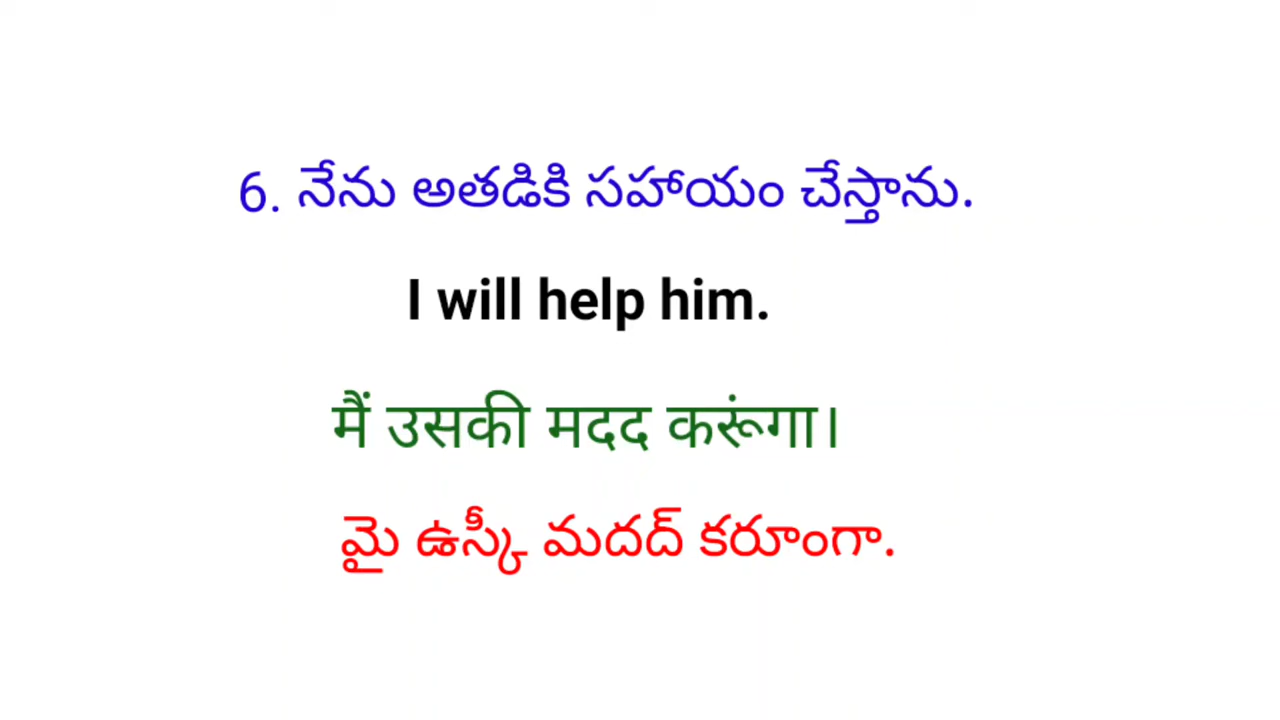 6. నేను అతడికి సహాయం చేస్తాను.
I will help him.
मैं उसकी मदद करूंगा।
మై ఉస్కీ మదద్ కరూంగా.